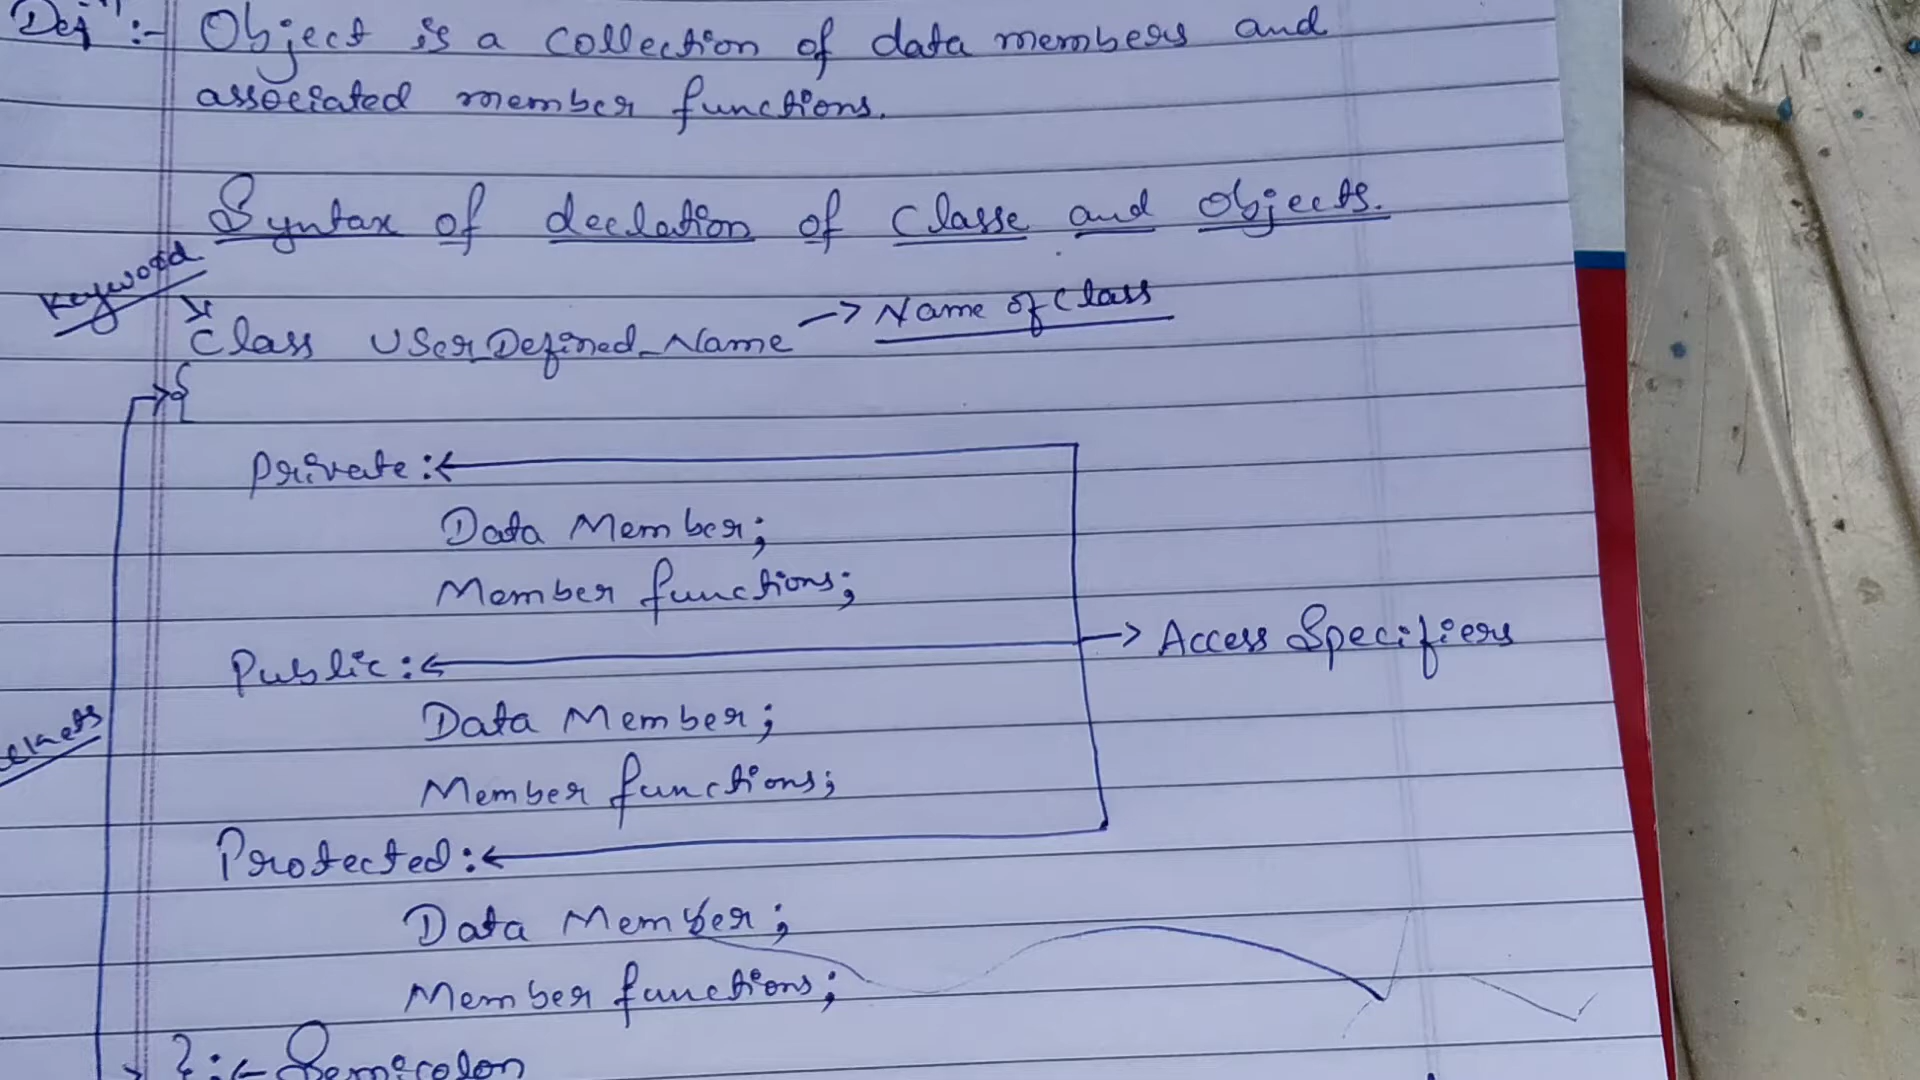 Defⁿ :- Object is a collection of data members and
associated member functions.
Syntax of declation of Classe and Objects.
Keyword
Class User_Defined_Name -> Name of Class
{
Private :
Data Member;
Member functions;
Public :
-> Access Specifiers
Data Member;
Member functions;
Protected :
Data Member;
Member functions;
} ; <- Semicolon